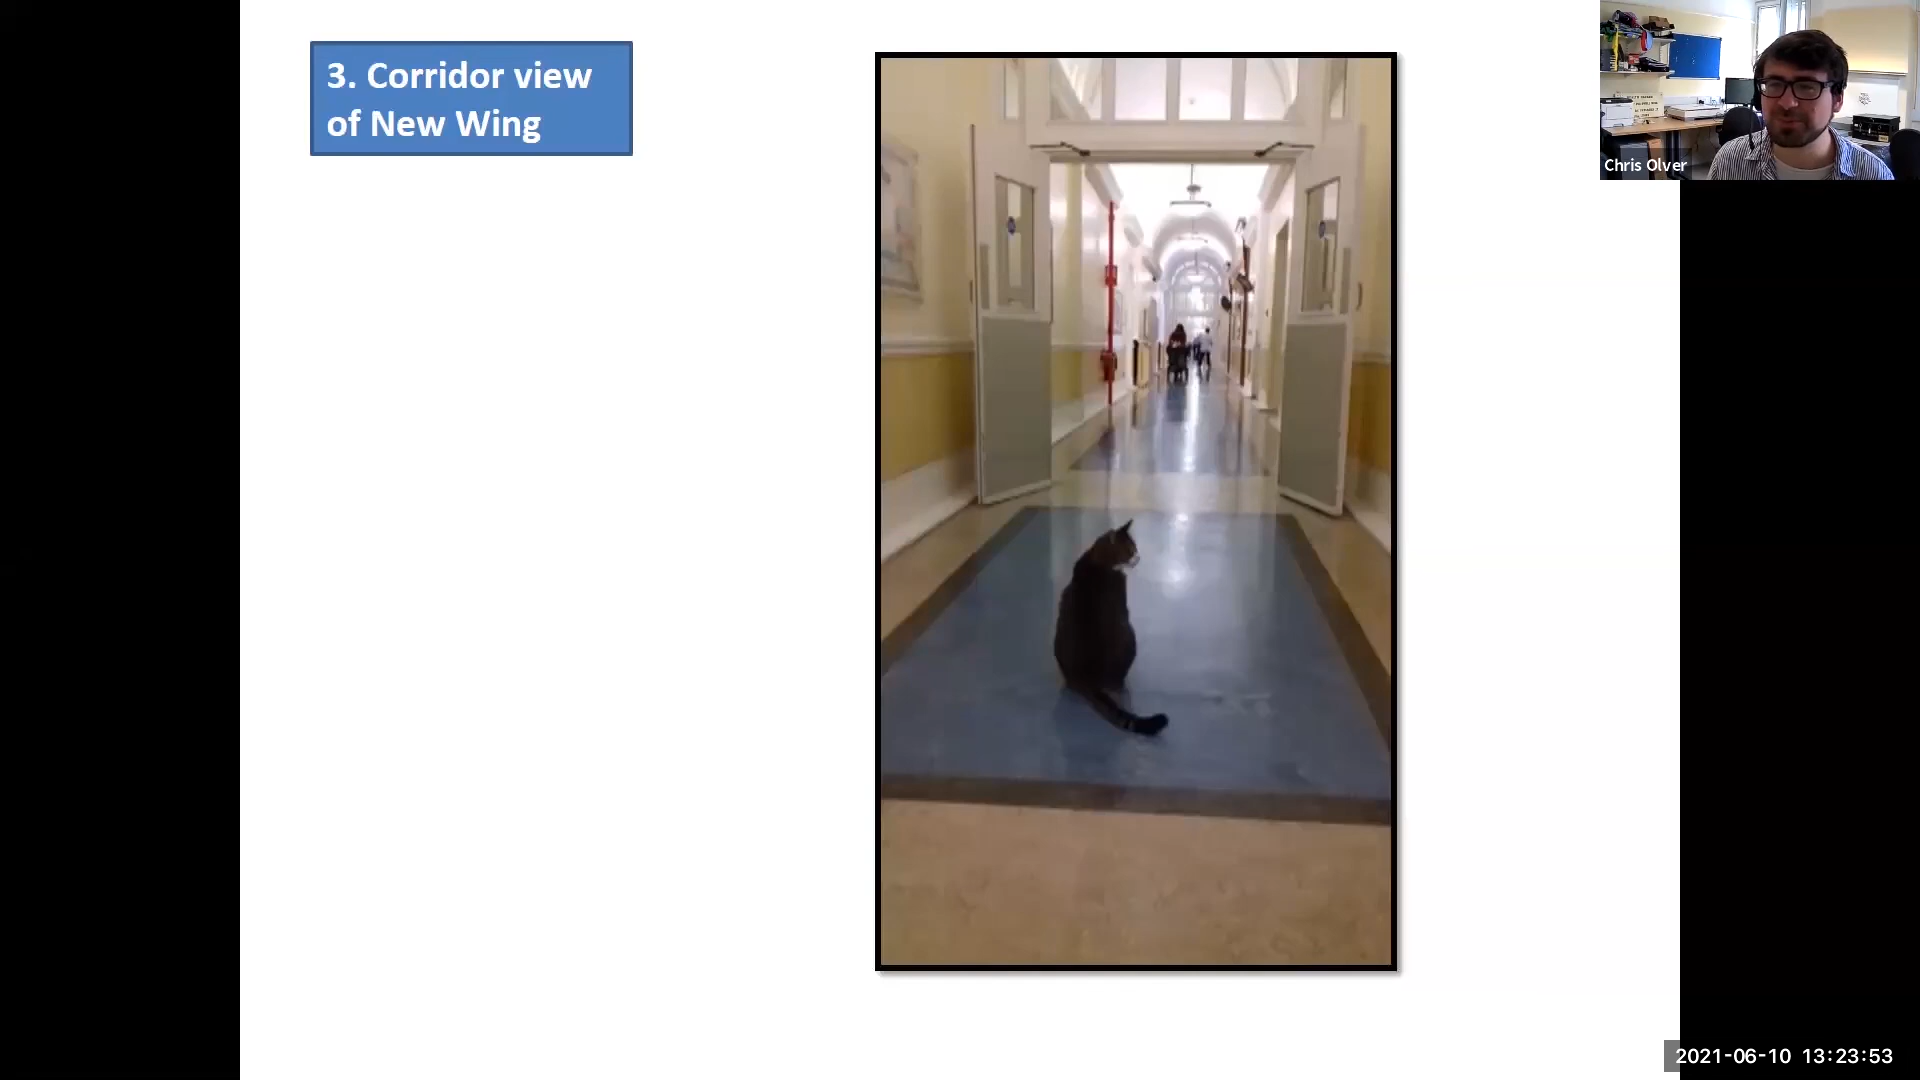 3. Corridor view
of New Wing
Chris Olver
2021-06-10 13:23:53